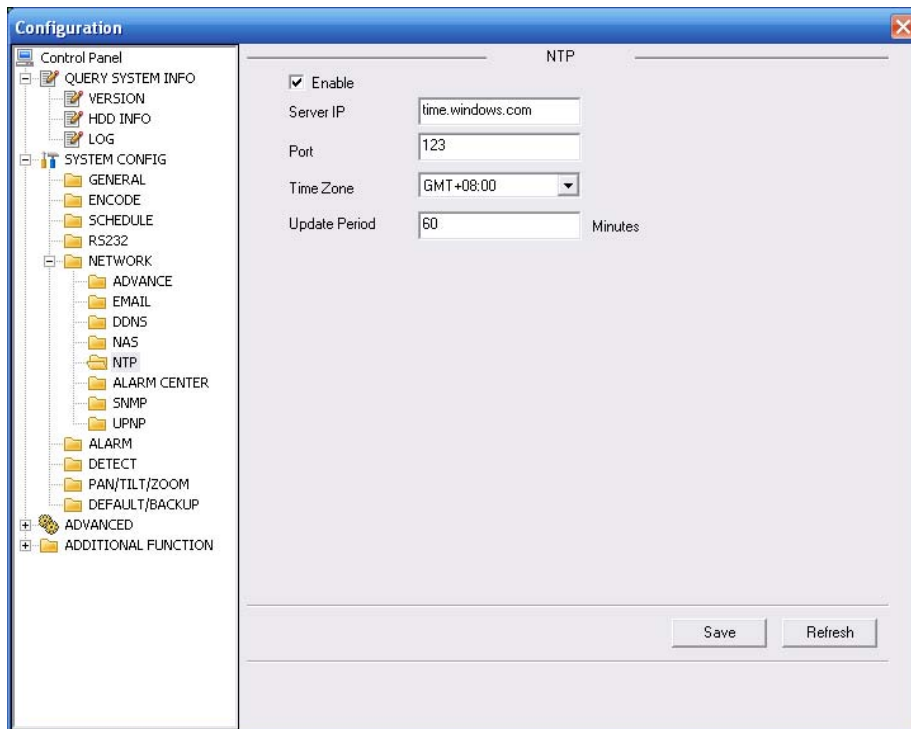 Configuration
Control Panel
QUERY SYSTEM INFO
VERSION
HDD INFO
LOG
SYSTEM CONFIG
GENERAL
ENCODE
SCHEDULE
RS232
NETWORK
ADVANCE
EMAIL
DDNS
NAS
NTP
ALARM CENTER
SNMP
UPNP
ALARM
DETECT
PAN/TILT/ZOOM
DEFAULT/BACKUP
ADVANCED
ADDITIONAL FUNCTION
NTP
Enable
Server IP time.windows.com
Port 123
Time Zone GMT+08:00
Update Period 60 Minutes
Save Refresh